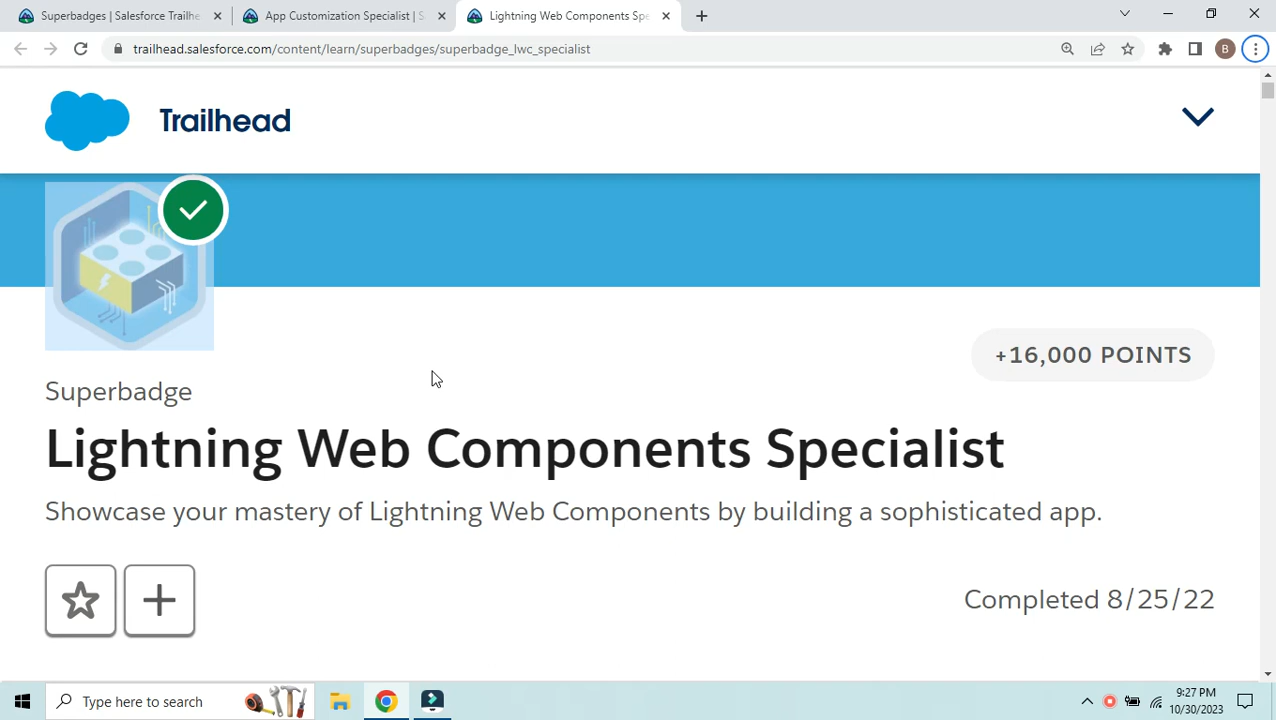 Superbadges | Salesforce Trailhe
App Customization Specialist | S
Lightning Web Components Spe
trailhead.salesforce.com/content/learn/superbadges/superbadge_lwc_specialist
B
Trailhead
+16,000 POINTS
Superbadge
Lightning Web Components Specialist
Showcase your mastery of Lightning Web Components by building a sophisticated app.
Completed 8/25/22
Type here to search
9:27 PM
10/30/2023